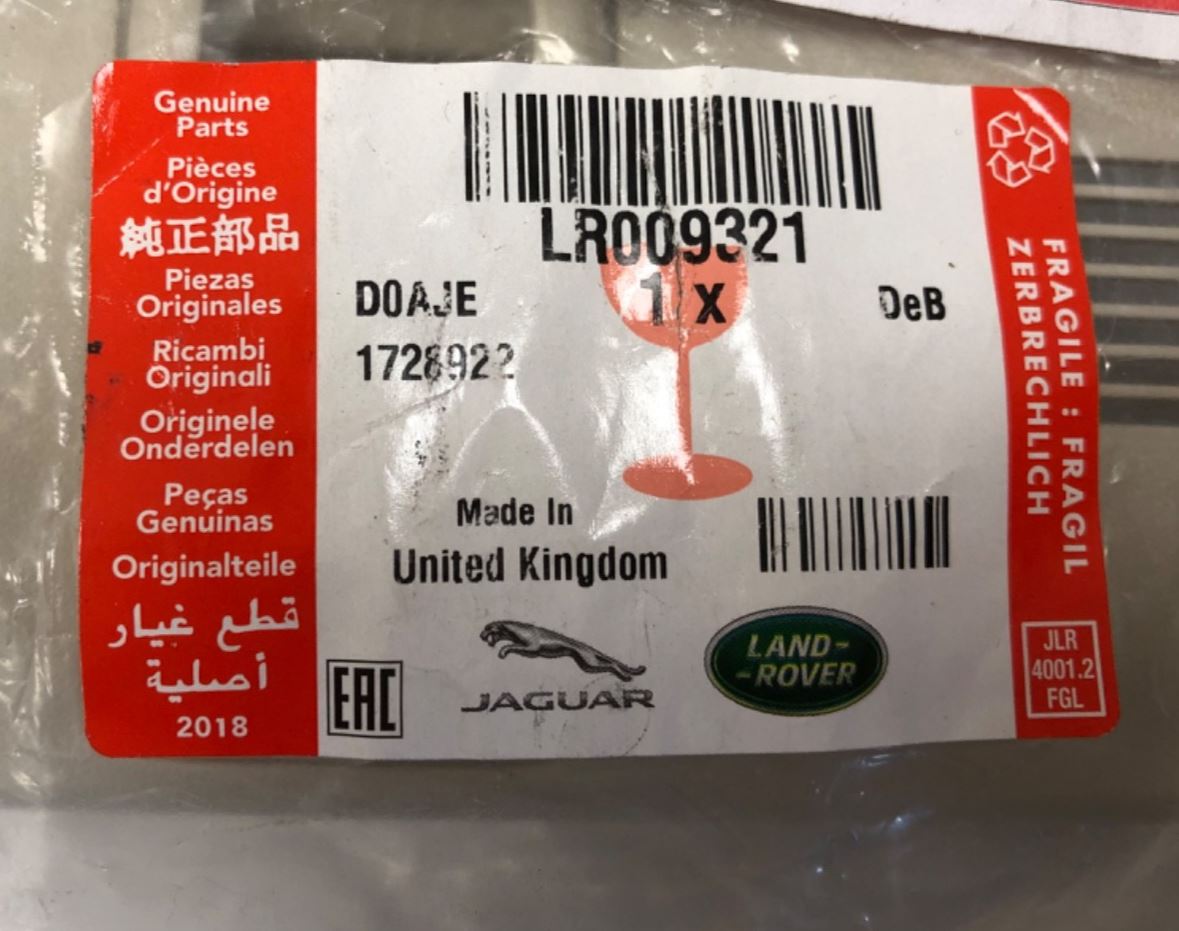 Genuine
Parts
Pièces
d'Origine
純正部品
Piezas
Originales
Ricambi
Originali
Originele
Onderdelen
Peças
Genuinas
Originalteile
قطع غيار
أصلية
2018
LR009321
1 X
DOAJE
DeB
1728922
Made In
United Kingdom
EAC
JAGUAR
LAND-
-ROVER
FRAGILE : FRAGIL
ZERBRECHLICH
JLR
4001.2
FGL